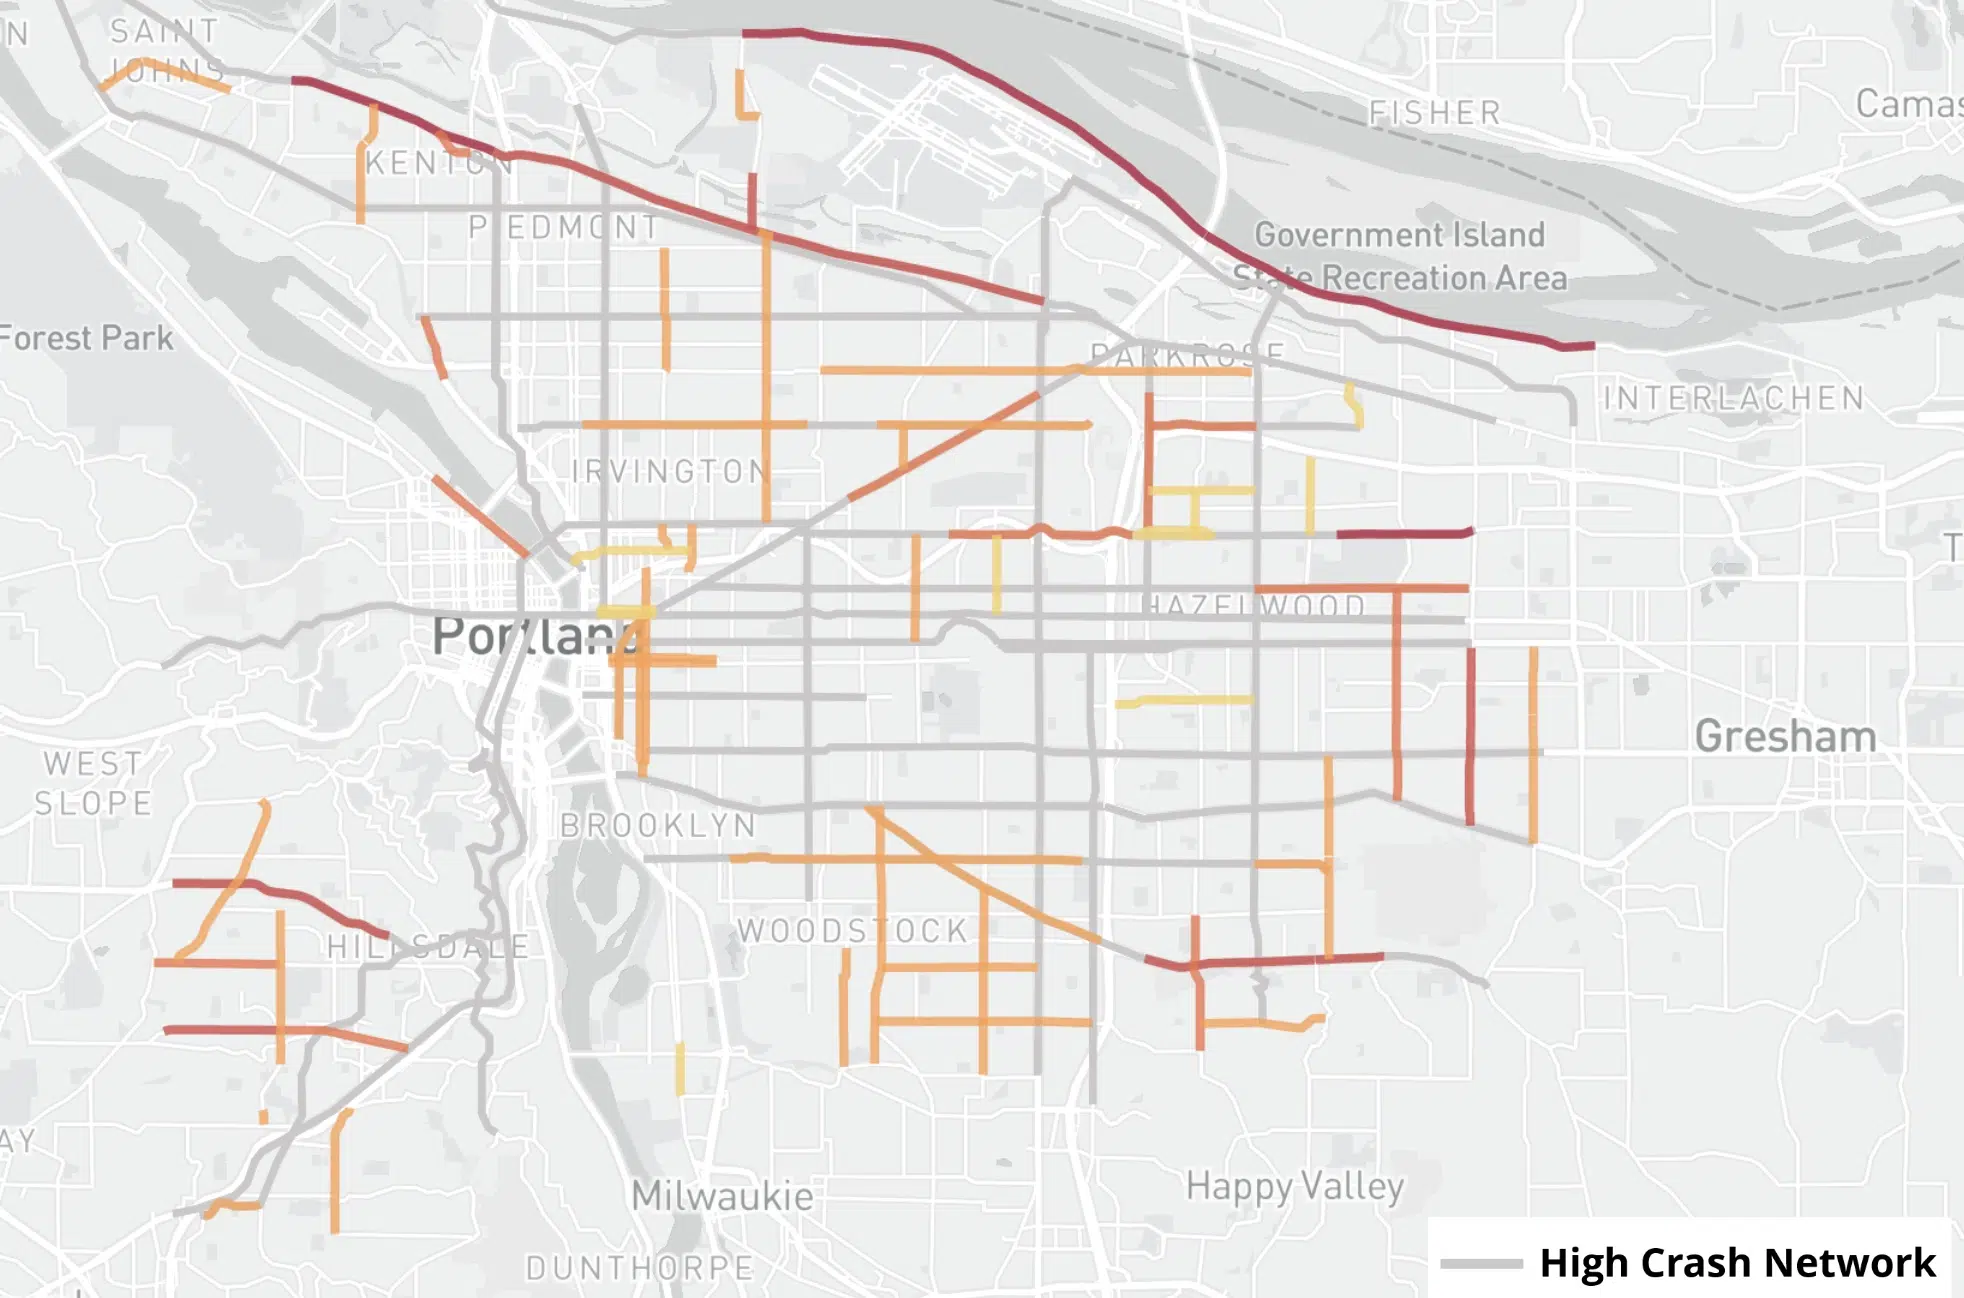 N
SAINT
JOHNS
FISHER
Camas
KENTON
PIEDMONT
Government Island
State Recreation Area
Forest Park
PARKROSE
INTERLACHEN
IRVINGTON
T
HAZELWOOD
Portland
Gresham
WEST
SLOPE
BROOKLYN
WOODSTOCK
HILLSDALE
AY
Milwaukie
Happy Valley
DUNTHORPE
High Crash Network